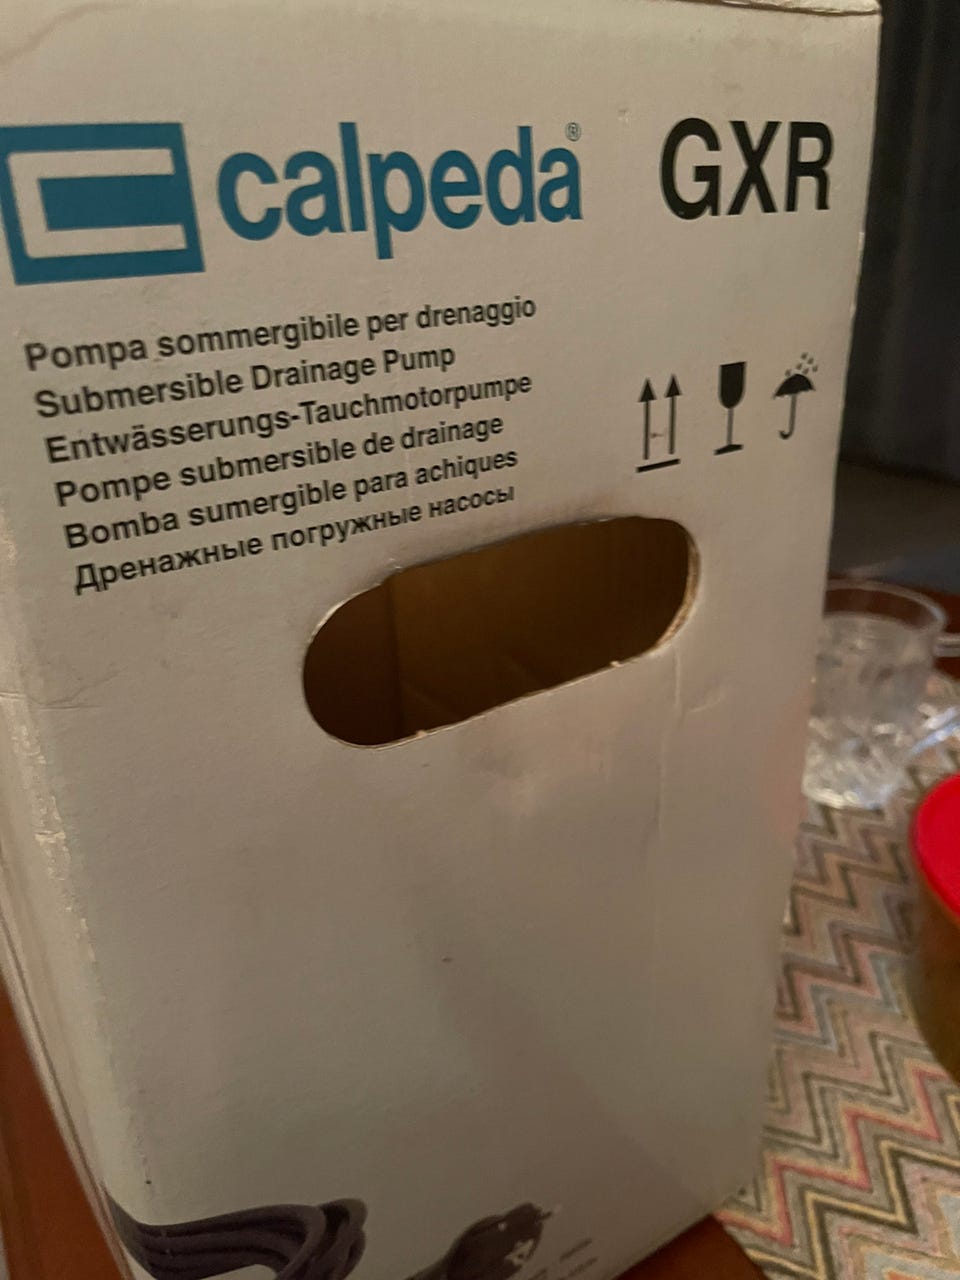 calpeda® GXR
Pompa sommergibile per drenaggio
Submersible Drainage Pump
Entwässerungs-Tauchmotorpumpe
Pompe submersible de drainage
Bomba sumergible para achiques
Дренажные погружные насосы